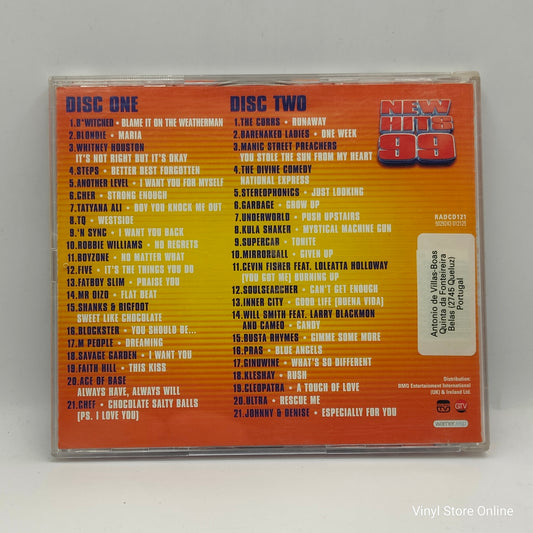 DISC ONE
1.B*WITCHED • BLAME IT ON THE WEATHERMAN
2.BLONDIE • MARIA
3.WHITNEY HOUSTON
IT'S NOT RIGHT BUT IT'S OKAY
4.STEPS • BETTER BEST FORGOTTEN
5.ANOTHER LEVEL • I WANT YOU FOR MYSELF
6.CHER • STRONG ENOUGH
7.TATYANA ALI • BOY YOU KNOCK ME OUT
8.TQ • WESTSIDE
9.'N SYNC • I WANT YOU BACK
10.ROBBIE WILLIAMS • NO REGRETS
11.BOYZONE • NO MATTER WHAT
12.FIVE • IT'S THE THINGS YOU DO
13.FATBOY SLIM • PRAISE YOU
14.MR OIZO • FLAT BEAT
15.SHANKS & BIGFOOT
SWEET LIKE CHOCOLATE
16.BLOCKSTER • YOU SHOULD BE...
17.M PEOPLE • DREAMING
18.SAVAGE GARDEN • I WANT YOU
19.FAITH HILL • THIS KISS
20.ACE OF BASE
ALWAYS HAVE, ALWAYS WILL
21.CHEF • CHOCOLATE SALTY BALLS
(PS. I LOVE YOU)
DISC TWO
1.THE CORRS • RUNAWAY
2.BARENAKED LADIES • ONE WEEK
3.MANIC STREET PREACHERS
YOU STOLE THE SUN FROM MY HEART
4.THE DIVINE COMEDY
NATIONAL EXPRESS
5.STEREOPHONICS • JUST LOOKING
6.GARBAGE • GROW UP
7.UNDERWORLD • PUSH UPSTAIRS
8.KULA SHAKER • MYSTICAL MACHINE GUN
9.SUPERCAR • TONITE
10.MIRRORBALL • GIVEN UP
11.CEVIN FISHER FEAT. LOLEATTA HOLLOWAY
(YOU GOT ME) BURNING UP
12.SOULSEARCHER • CAN'T GET ENOUGH
13.INNER CITY • GOOD LIFE (BUENA VIDA)
14.WILL SMITH FEAT. LARRY BLACKMON
AND CAMEO • CANDY
15.BUSTA RHYMES • GIMME SOME MORE
16.PRAS • BLUE ANGELS
17.GINUWINE • WHAT'S SO DIFFERENT
18.KLESHAY • RUSH
19.CLEOPATRA • A TOUCH OF LOVE
20.ULTRA • RESCUE ME
21.JOHNNY & DENISE • ESPECIALLY FOR YOU
NEW
HITS
99
RADCD121
Antonio de Villas-Boas
Quinta da Fonteireira
Belas (2745 Queluz)
Portugal
Distribution:
BMG Entertainment International
(UK) & Ireland Ltd.
GTV
warner.esp
Vinyl Store Online